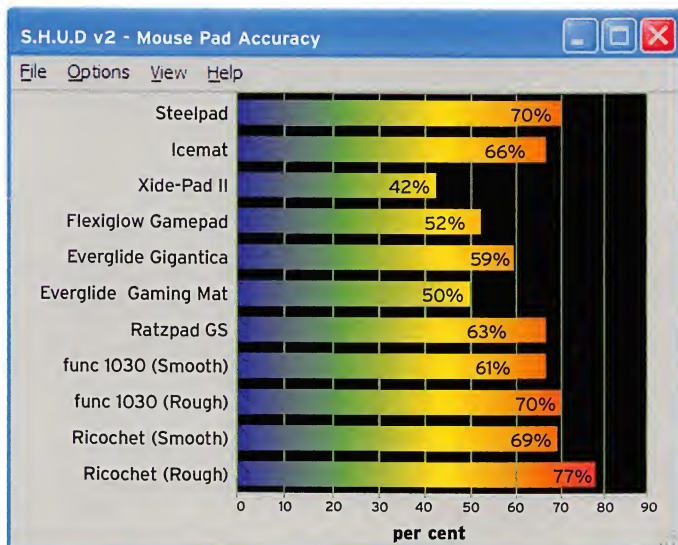 S.H.U.D v2 - Mouse Pad Accuracy
File Options View Help
Steelpad 70%
Icemat 66%
Xide-Pad II 42%
Flexiglow Gamepad 52%
Everglide Gigantica 59%
Everglide Gaming Mat 50%
Ratzpad GS 63%
func 1030 (Smooth) 61%
func 1030 (Rough) 70%
Ricochet (Smooth) 69%
Ricochet (Rough) 77%
0 10 20 30 40 50 60 70 80 90
per cent